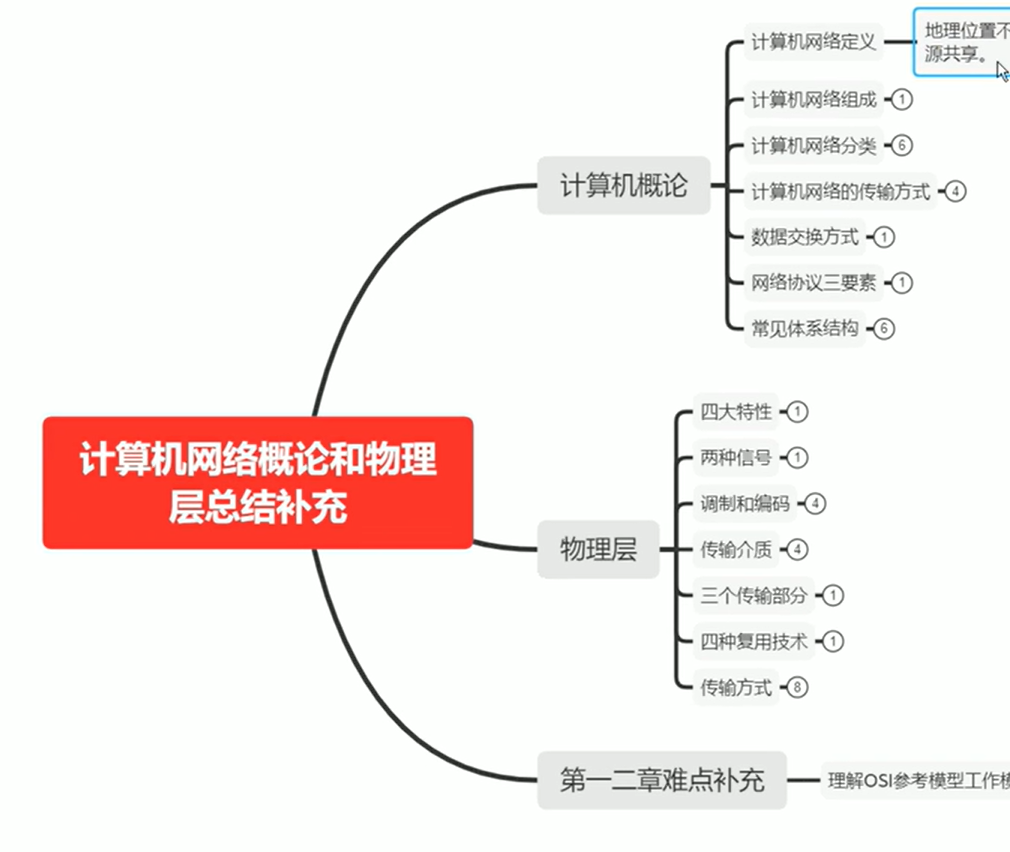 计算机网络定义
地理位置不
源共享。
计算机网络组成 1
计算机网络分类 6
计算机概论
计算机网络的传输方式 4
数据交换方式 1
网络协议三要素 1
常见体系结构 6
计算机网络概论和物理
层总结补充
四大特性 1
两种信号 1
调制和编码 4
物理层
传输介质 4
三个传输部分 1
四种复用技术 1
传输方式 8
第一二章难点补充
理解OSI参考模型工作模